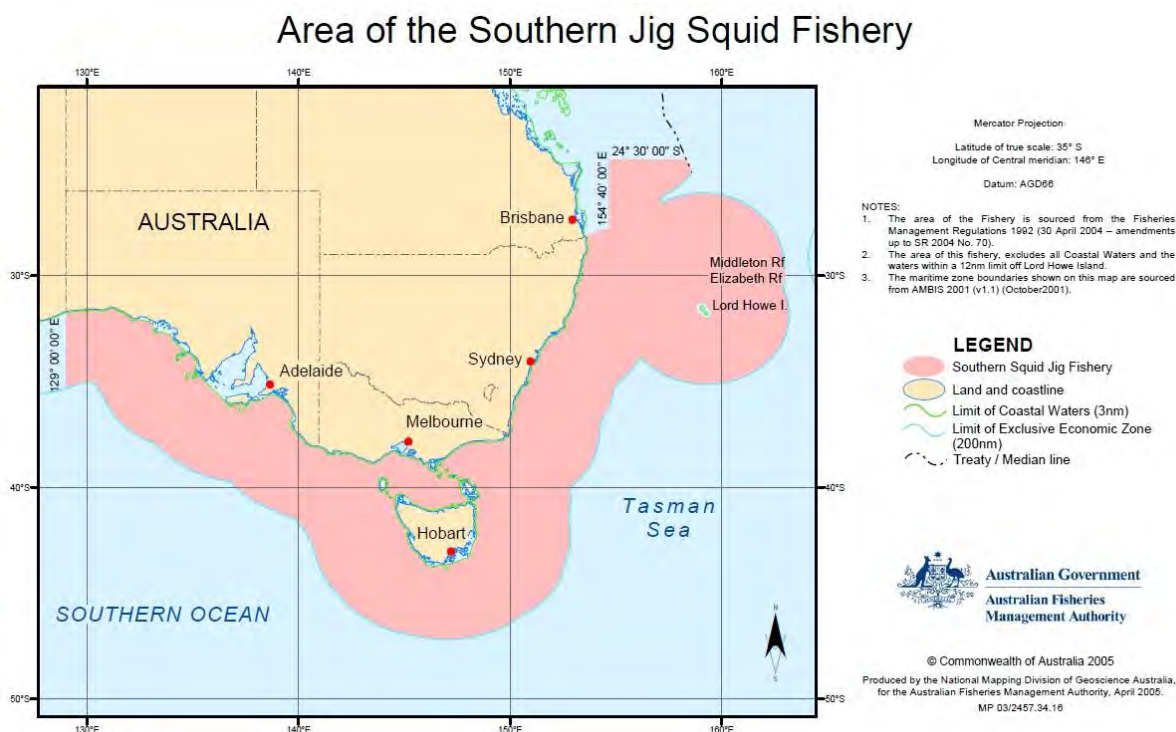 Area of the Southern Jig Squid Fishery
130°E 140°E 150°E 160°E
24° 30' 00" S
154° 40' 00" E
AUSTRALIA
Brisbane
30°S
30°S
Middleton Rf
Elizabeth Rf
Lord Howe I.
129° 00' 00" E
Sydney
Adelaide
Melbourne
40°S
40°S
Tasman
Sea
Hobart
SOUTHERN OCEAN
N
S
50°S
50°S
130°E 140°E 150°E 160°E
Mercator Projection
Latitude of true scale: 35° S
Longitude of Central meridian: 146° E
Datum: AGD66
NOTES:
1. The area of the Fishery is sourced from the Fisheries
Management Regulations 1992 (30 April 2004 – amendments
up to SR 2004 No. 70).
2. The area of this fishery, excludes all Coastal Waters and the
waters within a 12nm limit off Lord Howe Island.
3. The maritime zone boundaries shown on this map are sourced
from AMBIS 2001 (v1.1) (October2001).
LEGEND
Southern Squid Jig Fishery
Land and coastline
Limit of Coastal Waters (3nm)
Limit of Exclusive Economic Zone
(200nm)
Treaty / Median line
Australian Government
Australian Fisheries
Management Authority
© Commonwealth of Australia 2005
Produced by the National Mapping Division of Geoscience Australia,
for the Australian Fisheries Management Authority, April 2005.
MP 03/2457.34.16